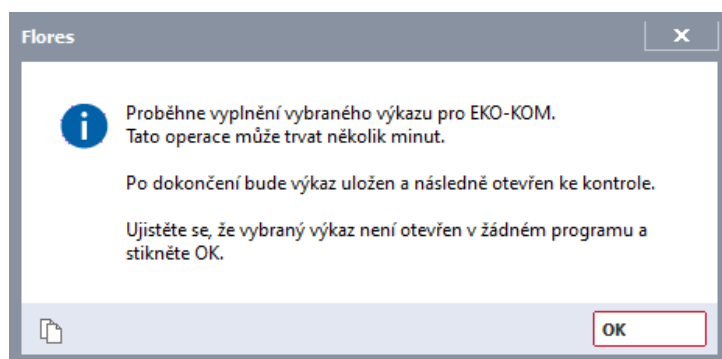 Flores
Proběhne vyplnění vybraného výkazu pro EKO-KOM.
Tato operace může trvat několik minut.
Po dokončení bude výkaz uložen a následně otevřen ke kontrole.
Ujistěte se, že vybraný výkaz není otevřen v žádném programu a
stikněte OK.
OK